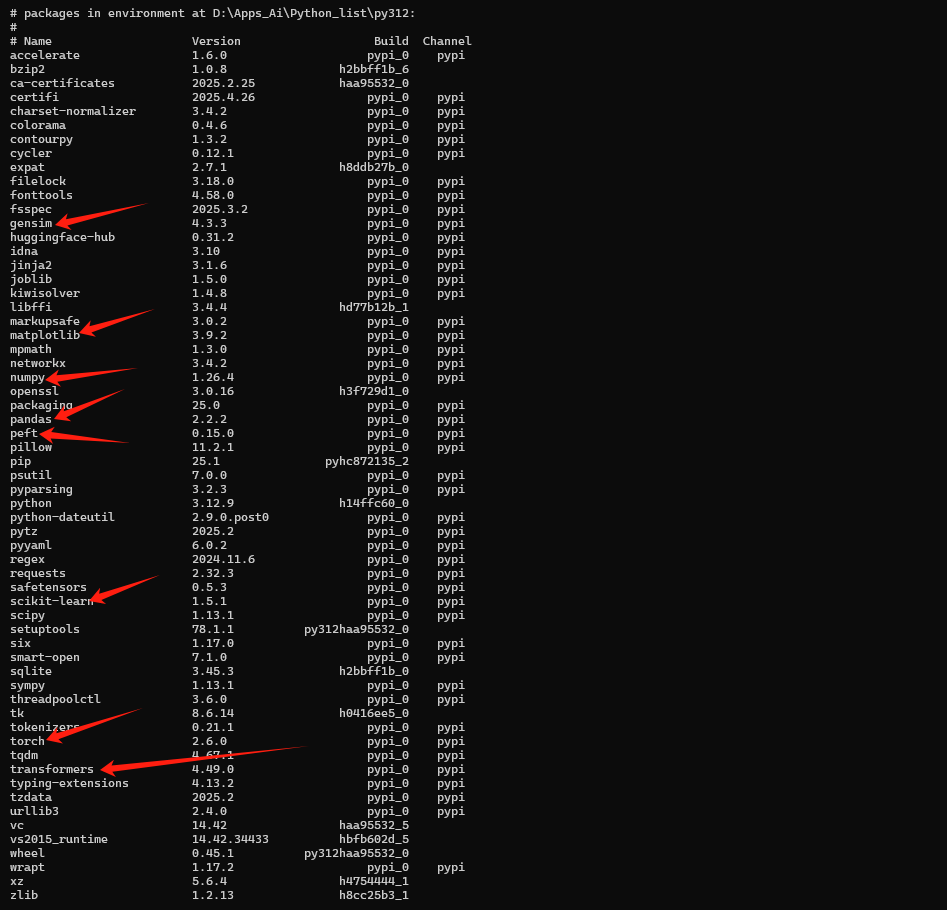 # packages in environment at D:\Apps_Ai\Python_list\py312:
#
# Name Version Build Channel
accelerate 1.6.0 pypi_0 pypi
bzip2 1.0.8 h2bbff1b_6
ca-certificates 2025.2.25 haa95532_0
certifi 2025.4.26 pypi_0 pypi
charset-normalizer 3.4.2 pypi_0 pypi
colorama 0.4.6 pypi_0 pypi
contourpy 1.3.2 pypi_0 pypi
cycler 0.12.1 pypi_0 pypi
expat 2.7.1 h8ddb27b_0
filelock 3.18.0 pypi_0 pypi
fonttools 4.58.0 pypi_0 pypi
fsspec 2025.3.2 pypi_0 pypi
gensim 4.3.3 pypi_0 pypi
huggingface-hub 0.31.2 pypi_0 pypi
idna 3.10 pypi_0 pypi
jinja2 3.1.6 pypi_0 pypi
joblib 1.5.0 pypi_0 pypi
kiwisolver 1.4.8 pypi_0 pypi
libffi 3.4.4 hd77b12b_1
markupsafe 3.0.2 pypi_0 pypi
matplotlib 3.9.2 pypi_0 pypi
mpmath 1.3.0 pypi_0 pypi
networkx 3.4.2 pypi_0 pypi
numpy 1.26.4 pypi_0 pypi
openssl 3.0.16 h3f729d1_0
packaging 25.0 pypi_0 pypi
pandas 2.2.2 pypi_0 pypi
peft 0.15.0 pypi_0 pypi
pillow 11.2.1 pypi_0 pypi
pip 25.1 pyhc872135_2
psutil 7.0.0 pypi_0 pypi
pyparsing 3.2.3 pypi_0 pypi
python 3.12.9 h14ffc60_0
python-dateutil 2.9.0.post0 pypi_0 pypi
pytz 2025.2 pypi_0 pypi
pyyaml 6.0.2 pypi_0 pypi
regex 2024.11.6 pypi_0 pypi
requests 2.32.3 pypi_0 pypi
safetensors 0.5.3 pypi_0 pypi
scikit-learn 1.5.1 pypi_0 pypi
scipy 1.13.1 pypi_0 pypi
setuptools 78.1.1 py312haa95532_0
six 1.17.0 pypi_0 pypi
smart-open 7.1.0 pypi_0 pypi
sqlite 3.45.3 h2bbff1b_0
sympy 1.13.1 pypi_0 pypi
threadpoolctl 3.6.0 pypi_0 pypi
tk 8.6.14 h0416ee5_0
tokenizers 0.21.1 pypi_0 pypi
torch 2.6.0 pypi_0 pypi
tqdm 4.67.1 pypi_0 pypi
transformers 4.49.0 pypi_0 pypi
typing-extensions 4.13.2 pypi_0 pypi
tzdata 2025.2 pypi_0 pypi
urllib3 2.4.0 pypi_0 pypi
vc 14.42 haa95532_5
vs2015_runtime 14.42.34433 hbfb602d_5
wheel 0.45.1 py312haa95532_0
wrapt 1.17.2 pypi_0 pypi
xz 5.6.4 h4754444_1
zlib 1.2.13 h8cc25b3_1